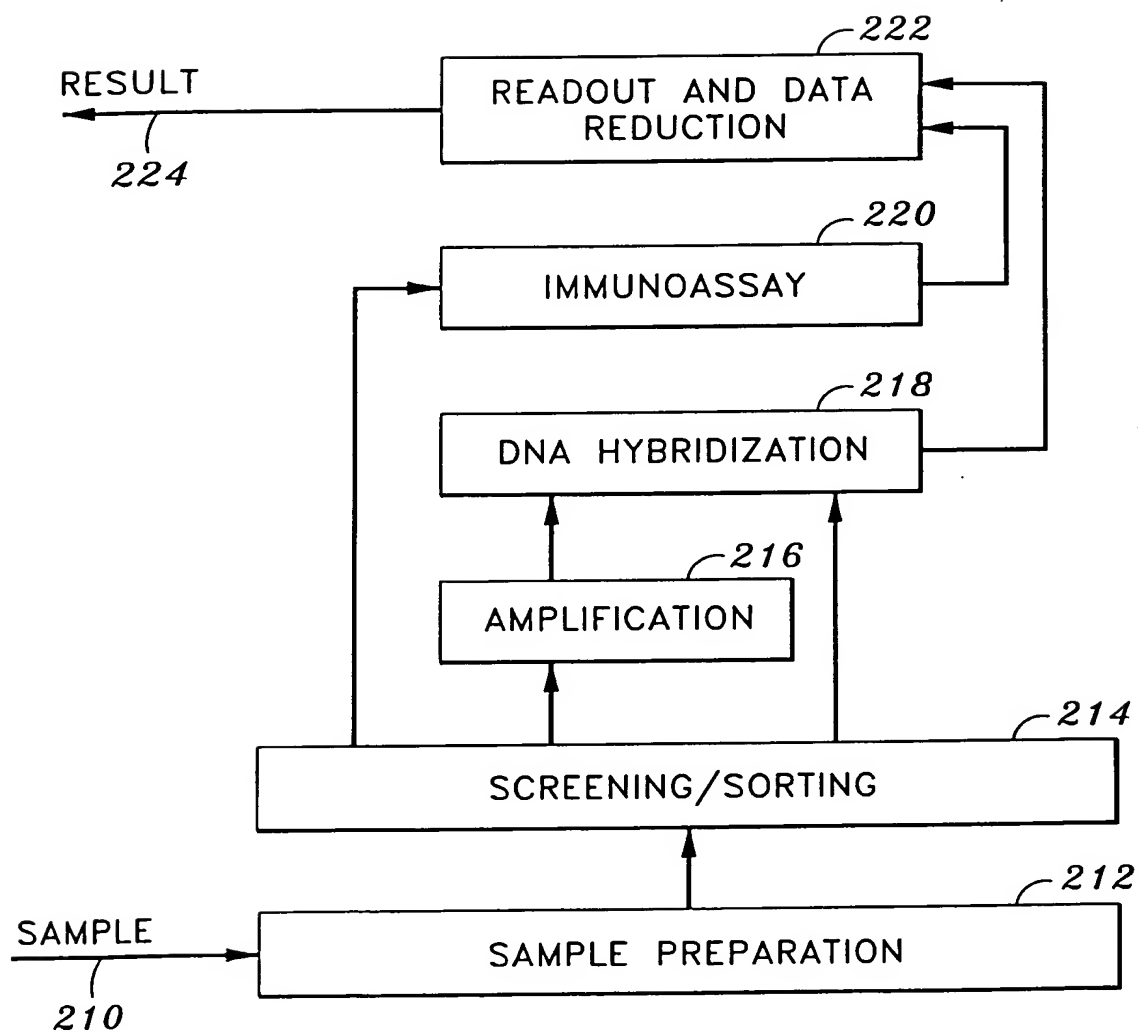 222
RESULT
READOUT AND DATA
REDUCTION
224
220
IMMUNOASSAY
218
DNA HYBRIDIZATION
216
AMPLIFICATION
214
SCREENING/SORTING
212
SAMPLE
SAMPLE PREPARATION
210